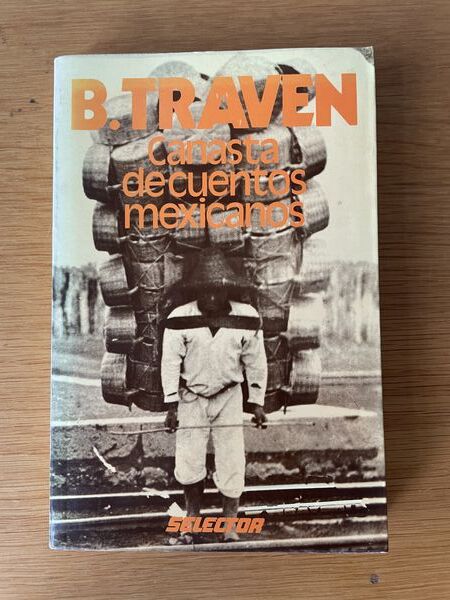 B. TRAVEN
Canasta
de cuentos
mexicanos
SELECTOR